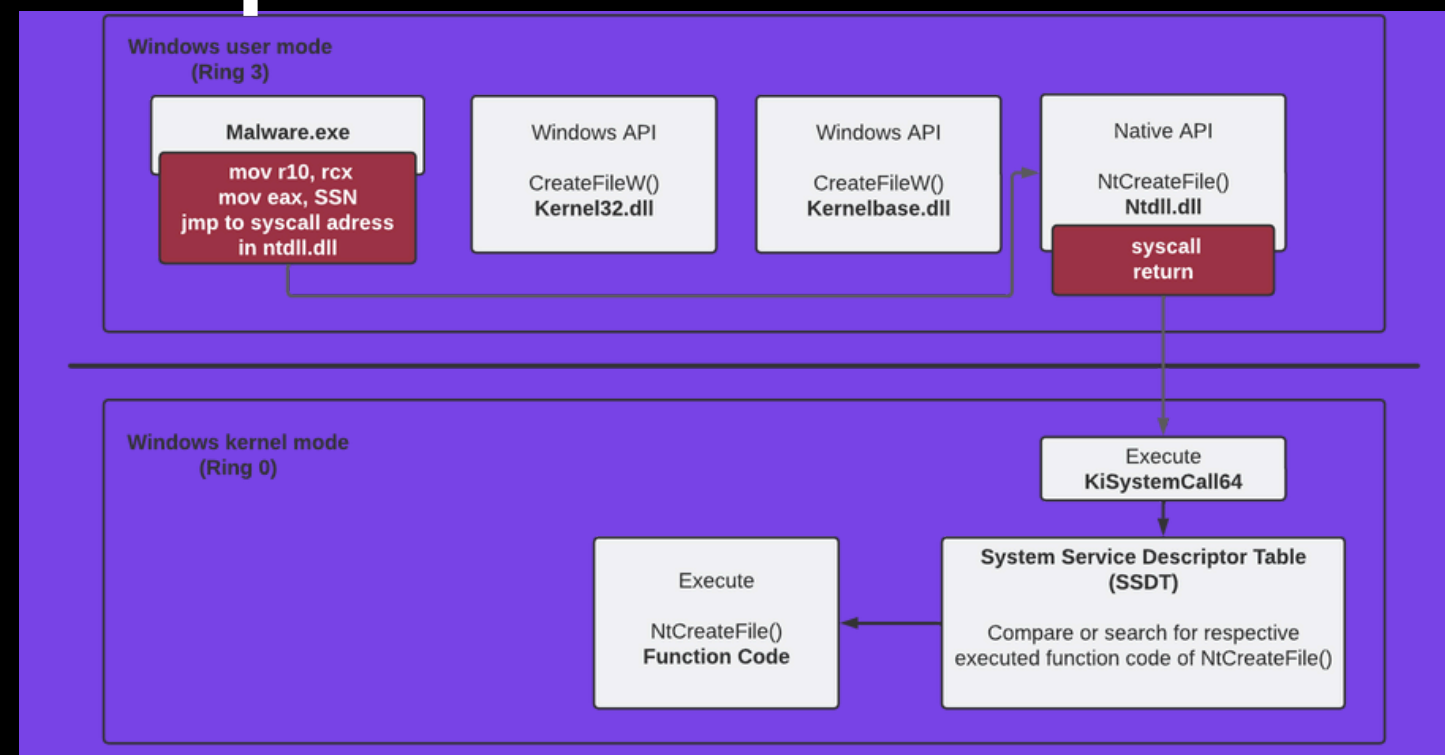 Windows user mode
(Ring 3)
Malware.exe
mov r10, rcx
mov eax, SSN
jmp to syscall adress
in ntdll.dll
Windows API
CreateFileW()
Kernel32.dll
Windows API
CreateFileW()
Kernelbase.dll
Native API
NtCreateFile()
Ntdll.dll
syscall
return
Windows kernel mode
(Ring 0)
Execute
KiSystemCall64
System Service Descriptor Table
(SSDT)
Compare or search for respective
executed function code of NtCreateFile()
Execute
NtCreateFile()
Function Code